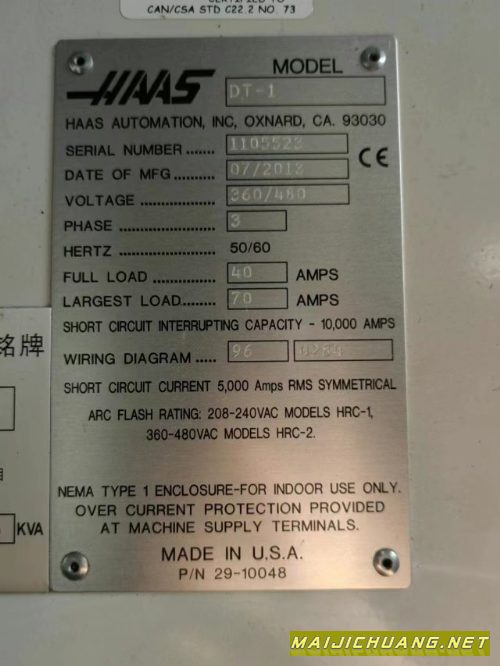 CERTIFIED TO
CAN/CSA STD C22.2 NO. 73
HAAS
MODEL
DT-1
HAAS AUTOMATION, INC, OXNARD, CA. 93030
SERIAL NUMBER ....... 1105523
DATE OF MFG.......... 07/2013
CE
VOLTAGE ................. 360/480
PHASE ..................... 3
HERTZ ..................... 50/60
FULL LOAD ............... 40 AMPS
LARGEST LOAD....... 70 AMPS
SHORT CIRCUIT INTERRUPTING CAPACITY - 10,000 AMPS
WIRING DIAGRAM ..... 96
SHORT CIRCUIT CURRENT 5,000 Amps RMS SYMMETRICAL
ARC FLASH RATING: 208-240VAC MODELS HRC-1,
360-480VAC MODELS HRC-2.
NEMA TYPE 1 ENCLOSURE-FOR INDOOR USE ONLY.
OVER CURRENT PROTECTION PROVIDED
AT MACHINE SUPPLY TERMINALS.
MADE IN U.S.A.
P/N 29-10048
铭牌
KVA
MAIJICHUANG.NET